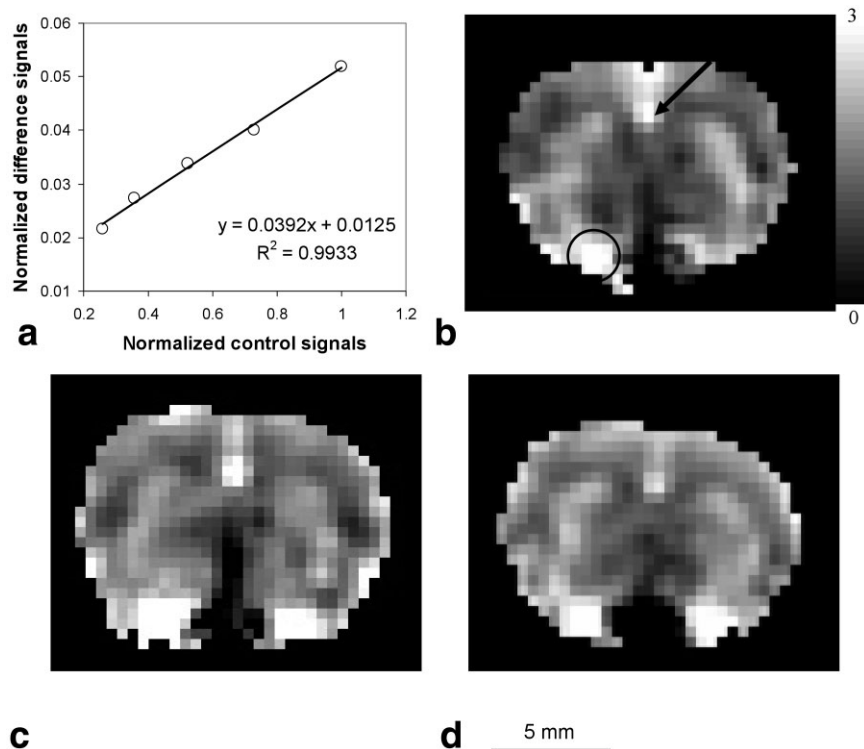 0.06
0.05
0.04
0.03
0.02
0.01
0.2
0.4
0.6
0.8
1
1.2
Normalized difference signals
Normalized control signals
y = 0.0392x + 0.0125
R² = 0.9933
a
b
3
0
c
d
5 mm